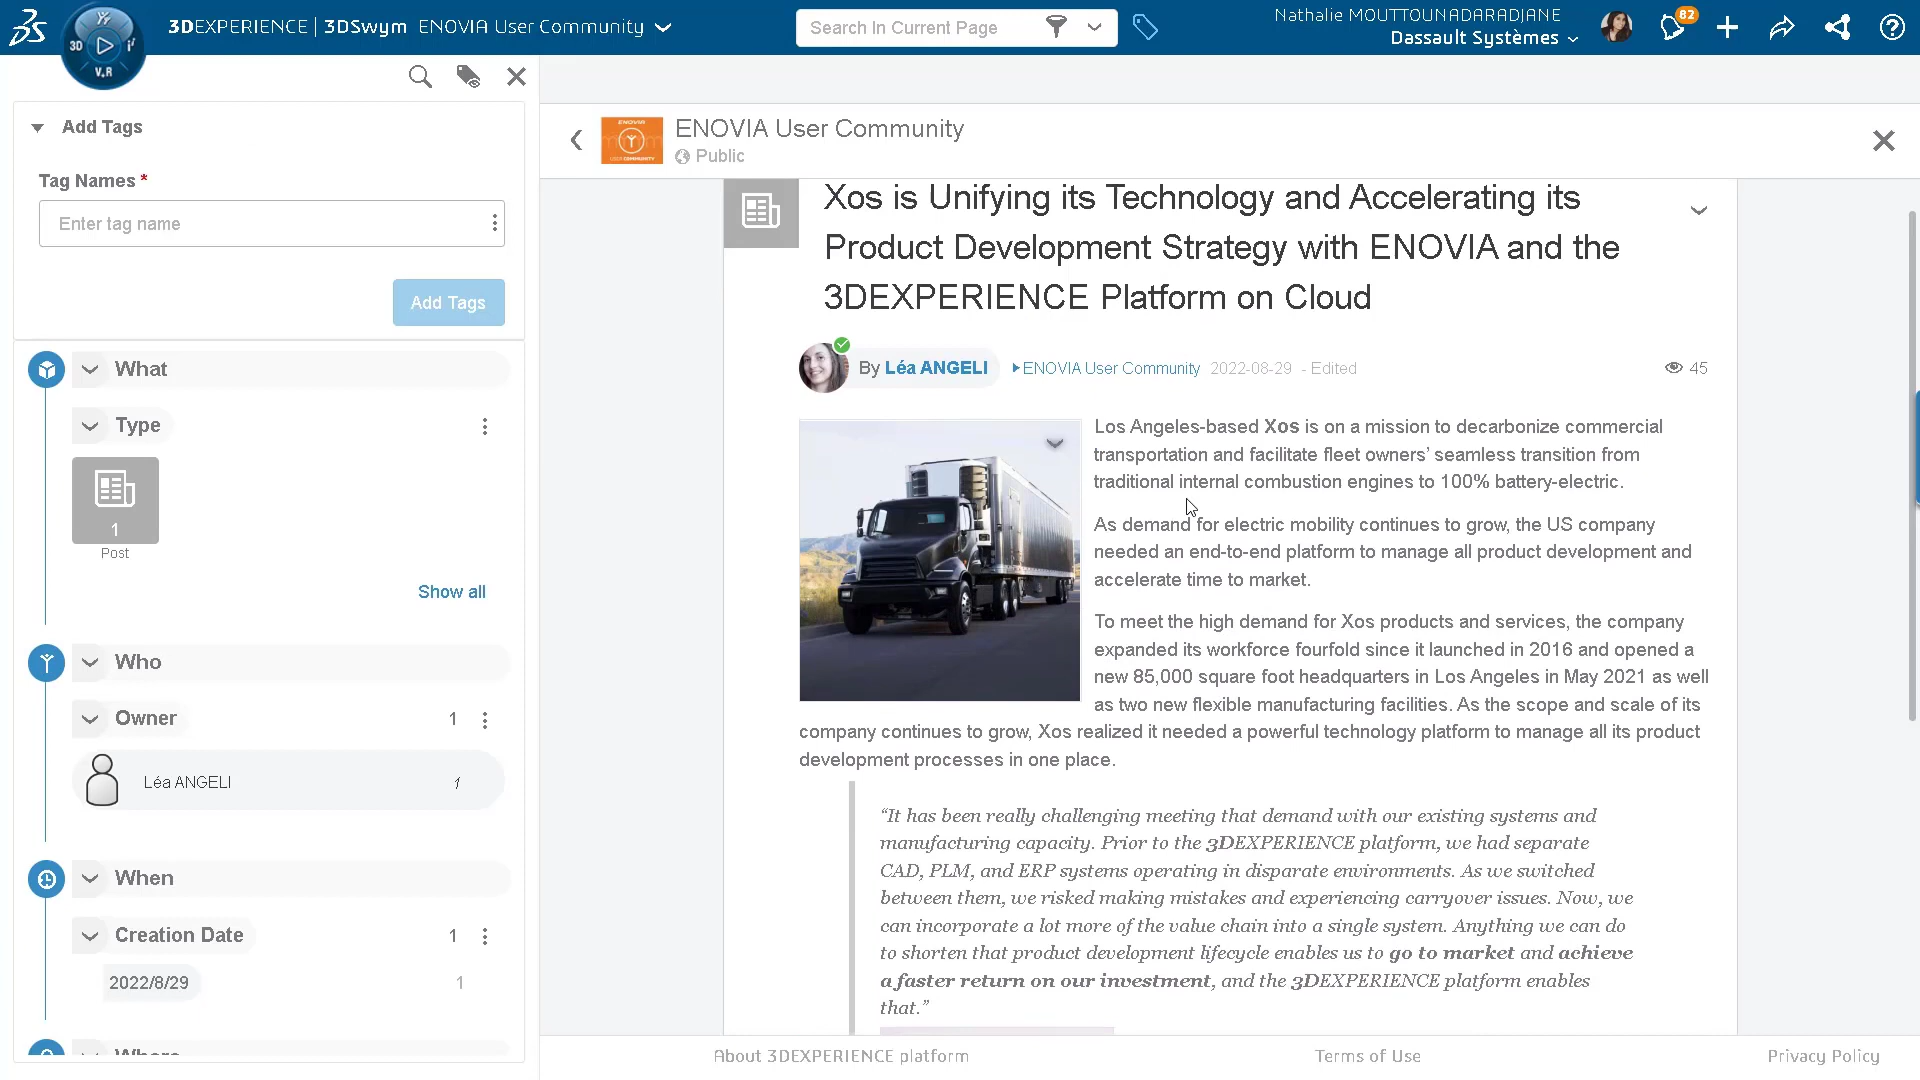 3DEXPERIENCE | 3DSwym ENOVIA User Community
Search In Current Page
Nathalie MOUTTOUNADARADJANE
Dassault Systèmes
82
3D
V.R
Add Tags
Tag Names *
Enter tag name
Add Tags
What
Type
1
Post
Show all
Who
Owner 1
Léa ANGELI 1
When
Creation Date 1
2022/8/29 1
Where
ENOVIA
USER COMMUNITY
ENOVIA User Community
Public
Xos is Unifying its Technology and Accelerating its
Product Development Strategy with ENOVIA and the
3DEXPERIENCE Platform on Cloud
By Léa ANGELI ENOVIA User Community 2022-08-29 - Edited 45
Los Angeles-based Xos is on a mission to decarbonize commercial
transportation and facilitate fleet owners’ seamless transition from
traditional internal combustion engines to 100% battery-electric.
As demand for electric mobility continues to grow, the US company
needed an end-to-end platform to manage all product development and
accelerate time to market.
To meet the high demand for Xos products and services, the company
expanded its workforce fourfold since it launched in 2016 and opened a
new 85,000 square foot headquarters in Los Angeles in May 2021 as well
as two new flexible manufacturing facilities. As the scope and scale of its
company continues to grow, Xos realized it needed a powerful technology platform to manage all its product
development processes in one place.
“It has been really challenging meeting that demand with our existing systems and
manufacturing capacity. Prior to the 3DEXPERIENCE platform, we had separate
CAD, PLM, and ERP systems operating in disparate environments. As we switched
between them, we risked making mistakes and experiencing carryover issues. Now, we
can incorporate a lot more of the value chain into a single system. Anything we can do
to shorten that product development lifecycle enables us to go to market and achieve
a faster return on our investment, and the 3DEXPERIENCE platform enables
that.”
About 3DEXPERIENCE platform
Terms of Use
Privacy Policy